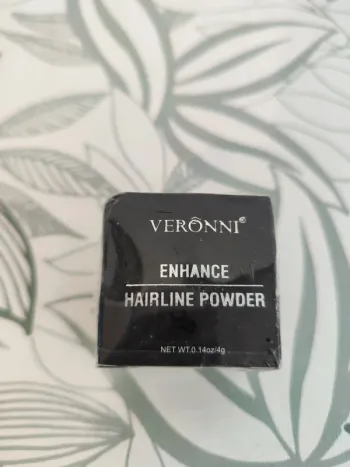 VERÔNNI®
ENHANCE
HAIRLINE POWDER
NET WT.0.14oz/4g